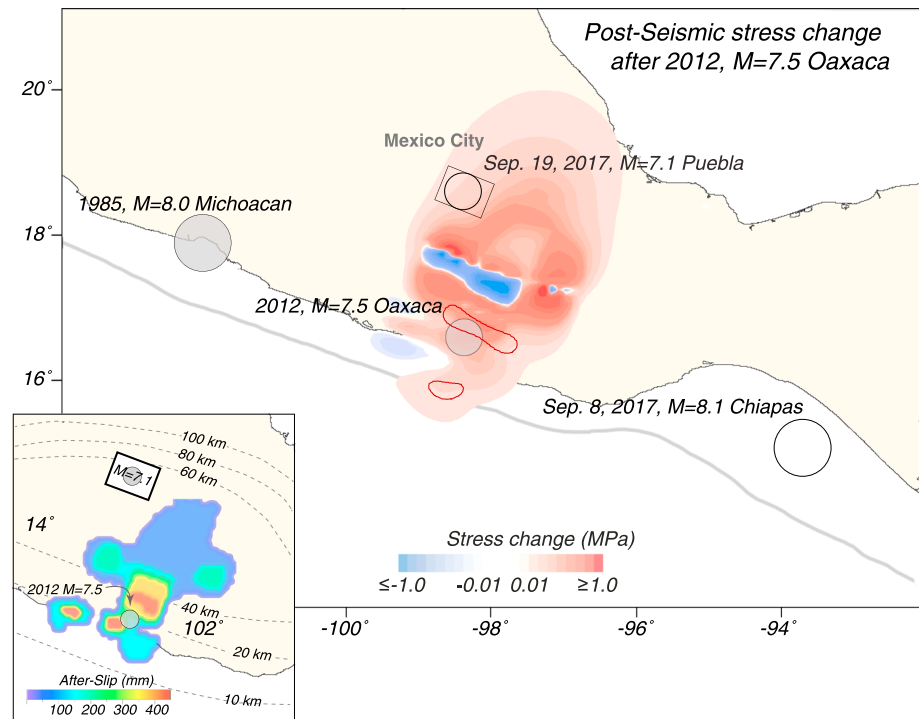 Post-Seismic stress change
after 2012, M=7.5 Oaxaca
20°
Mexico City
Sep. 19, 2017, M=7.1 Puebla
1985, M=8.0 Michoacan
18°
2012, M=7.5 Oaxaca
16°
Sep. 8, 2017, M=8.1 Chiapas
100 km
80 km
60 km
M=7.1
14°
Stress change (MPa)
≤-1.0 -0.01 0.01 ≥1.0
2012 M=7.5
40 km
102°
-100° -98° -96° -94°
20 km
After-Slip (mm)
10 km
100 200 300 400